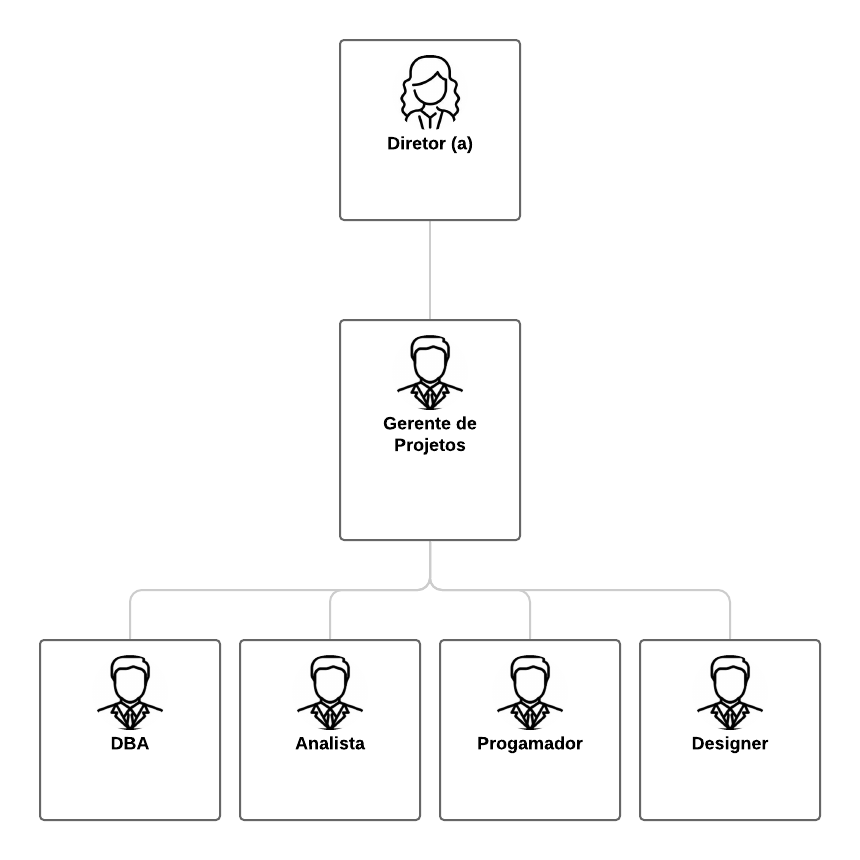 Diretor (a)
Gerente de
Projetos
DBA
Analista
Progamador
Designer